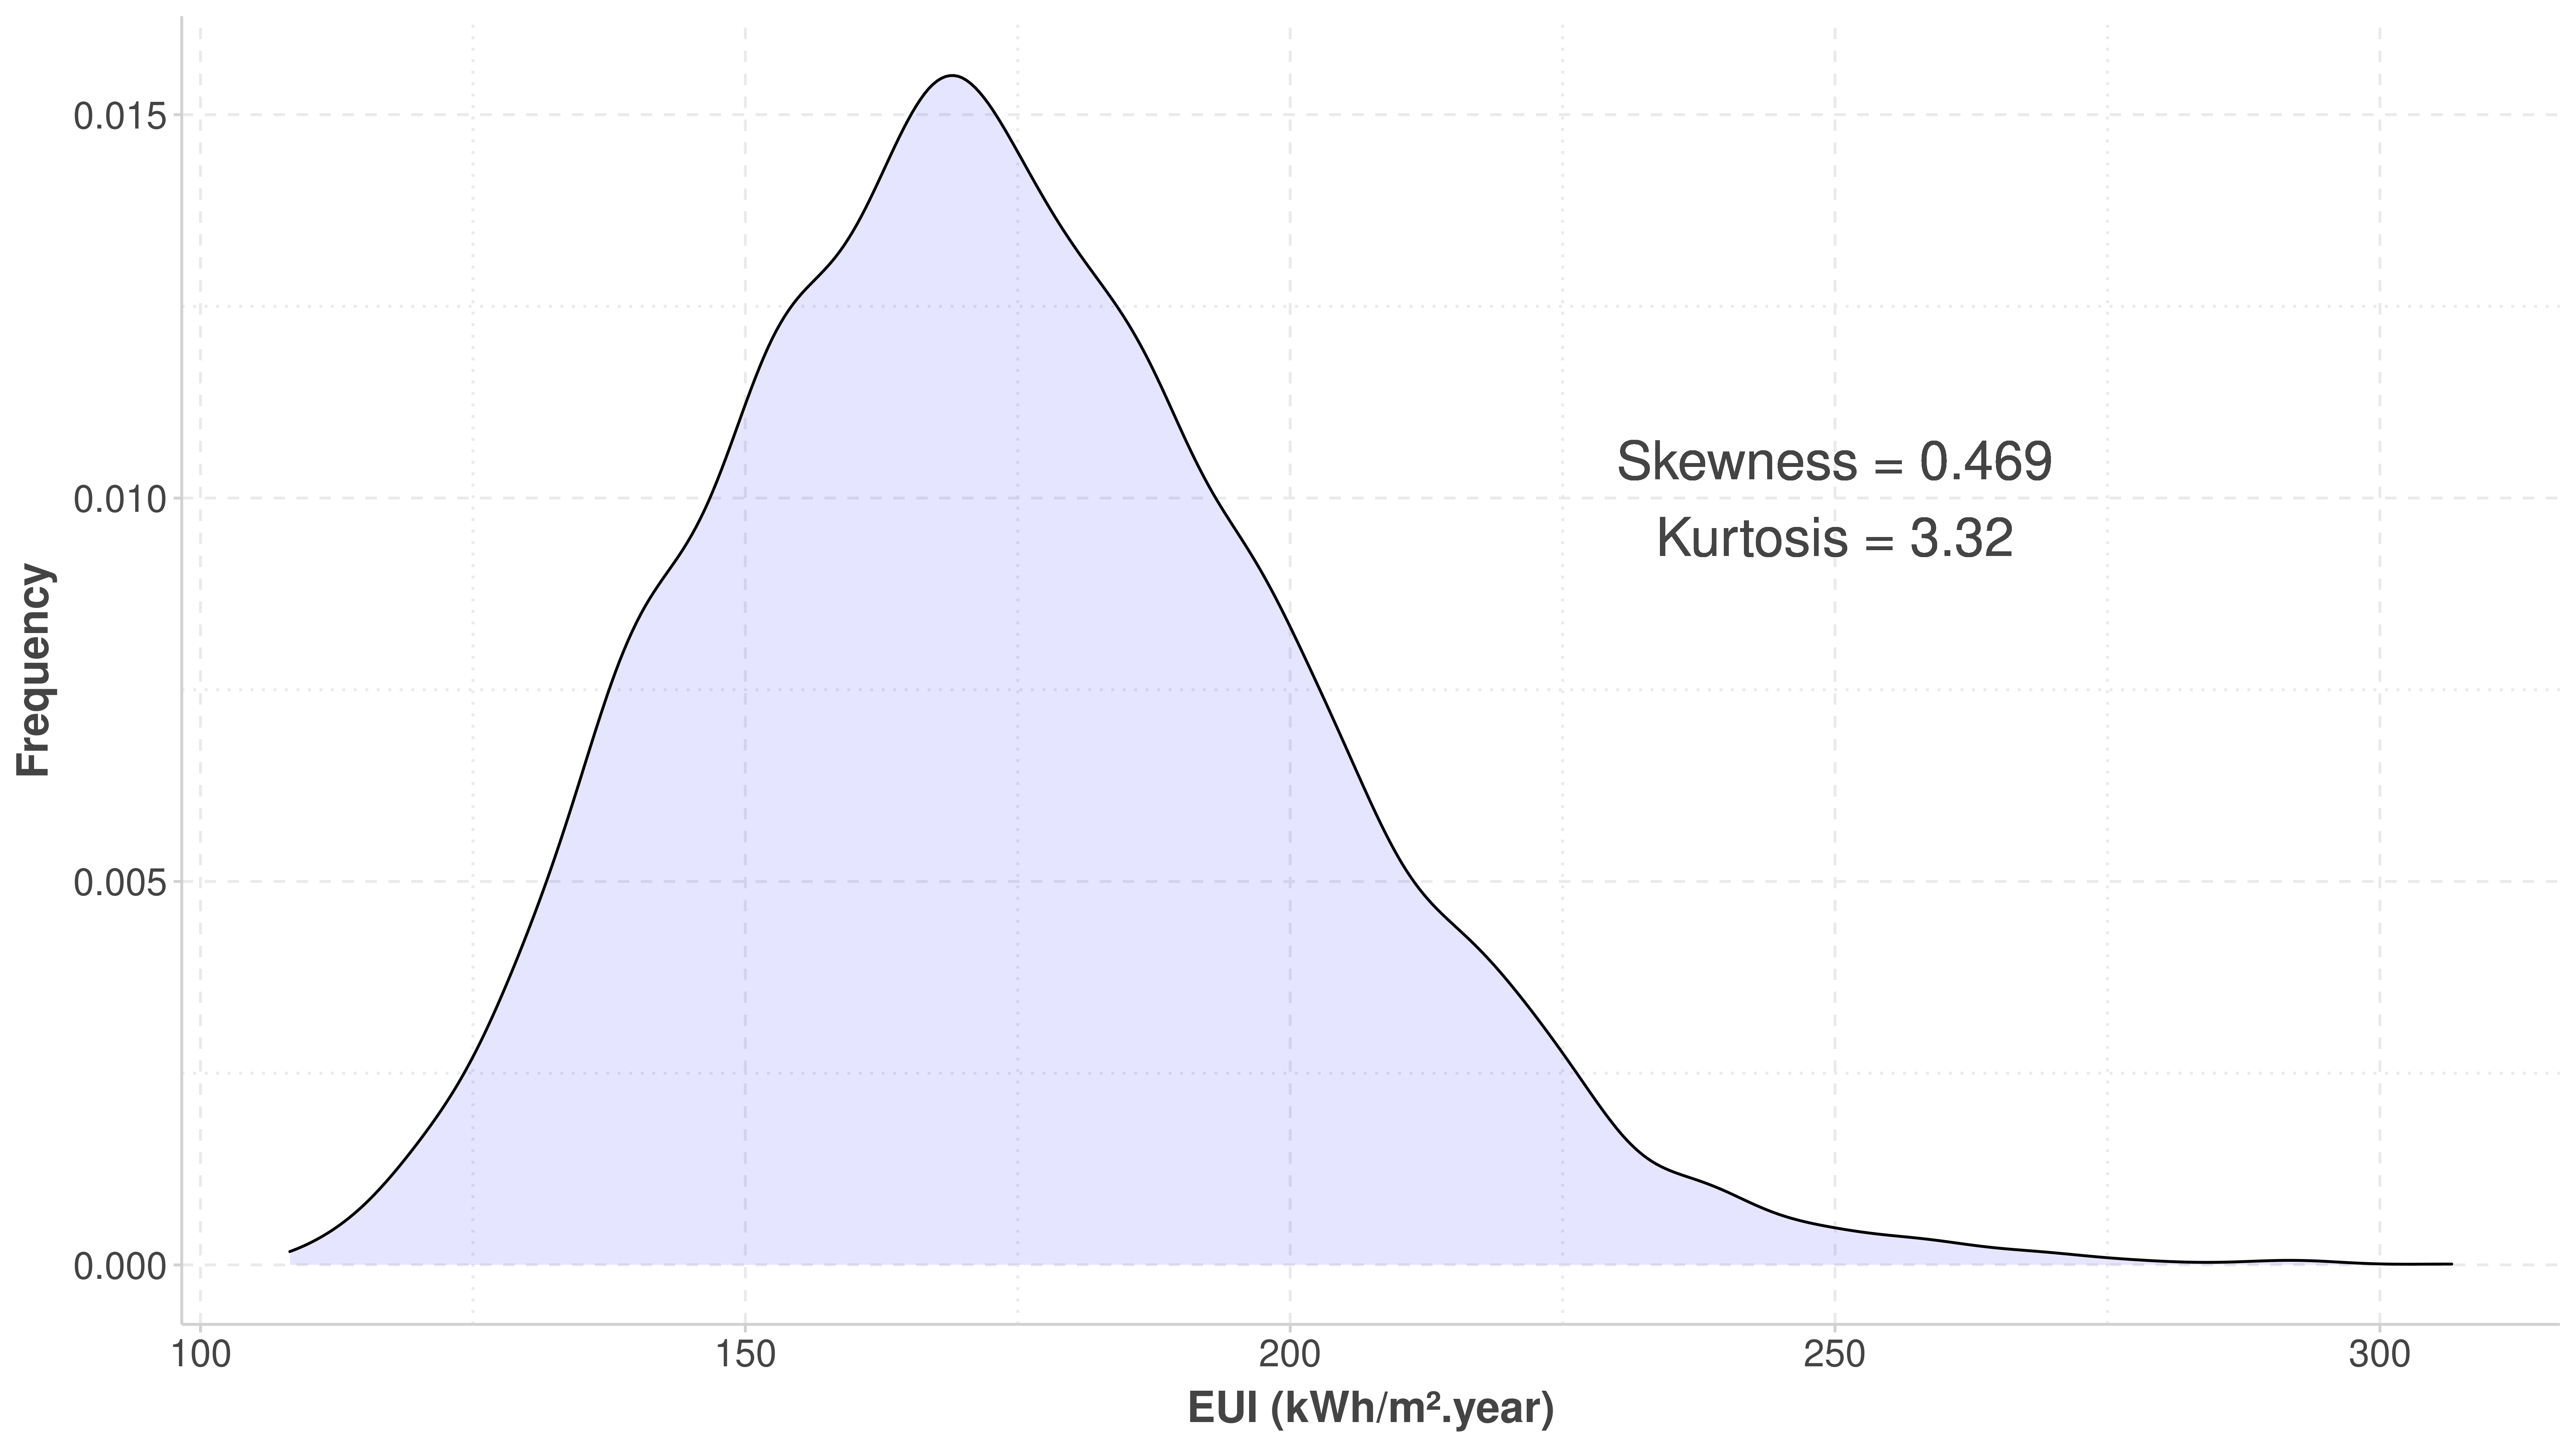 0.015
0.010
0.005
0.000
Frequency
Skewness = 0.469
Kurtosis = 3.32
100 150 200 250 300
EUI (kWh/m².year)